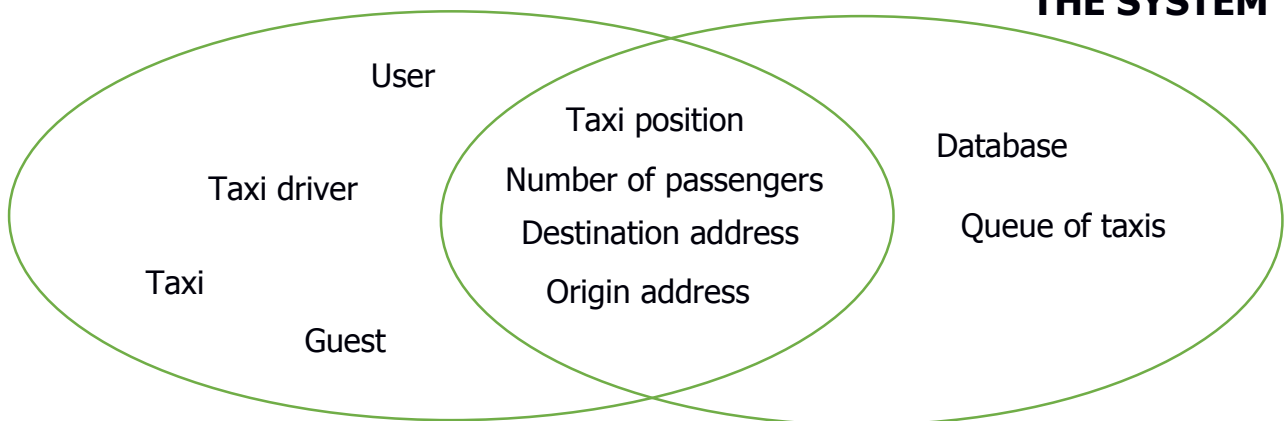 THE SYSTEM
User
Taxi position
Database
Number of passengers
Taxi driver
Queue of taxis
Destination address
Taxi
Origin address
Guest